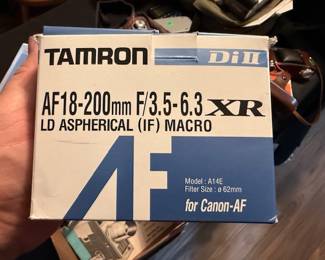 TAMRON
Di II
AF18-200mm F/3.5-6.3 XR
LD ASPHERICAL (IF) MACRO
AF
Model : A14E
Filter Size : ø 62mm
for Canon-AF